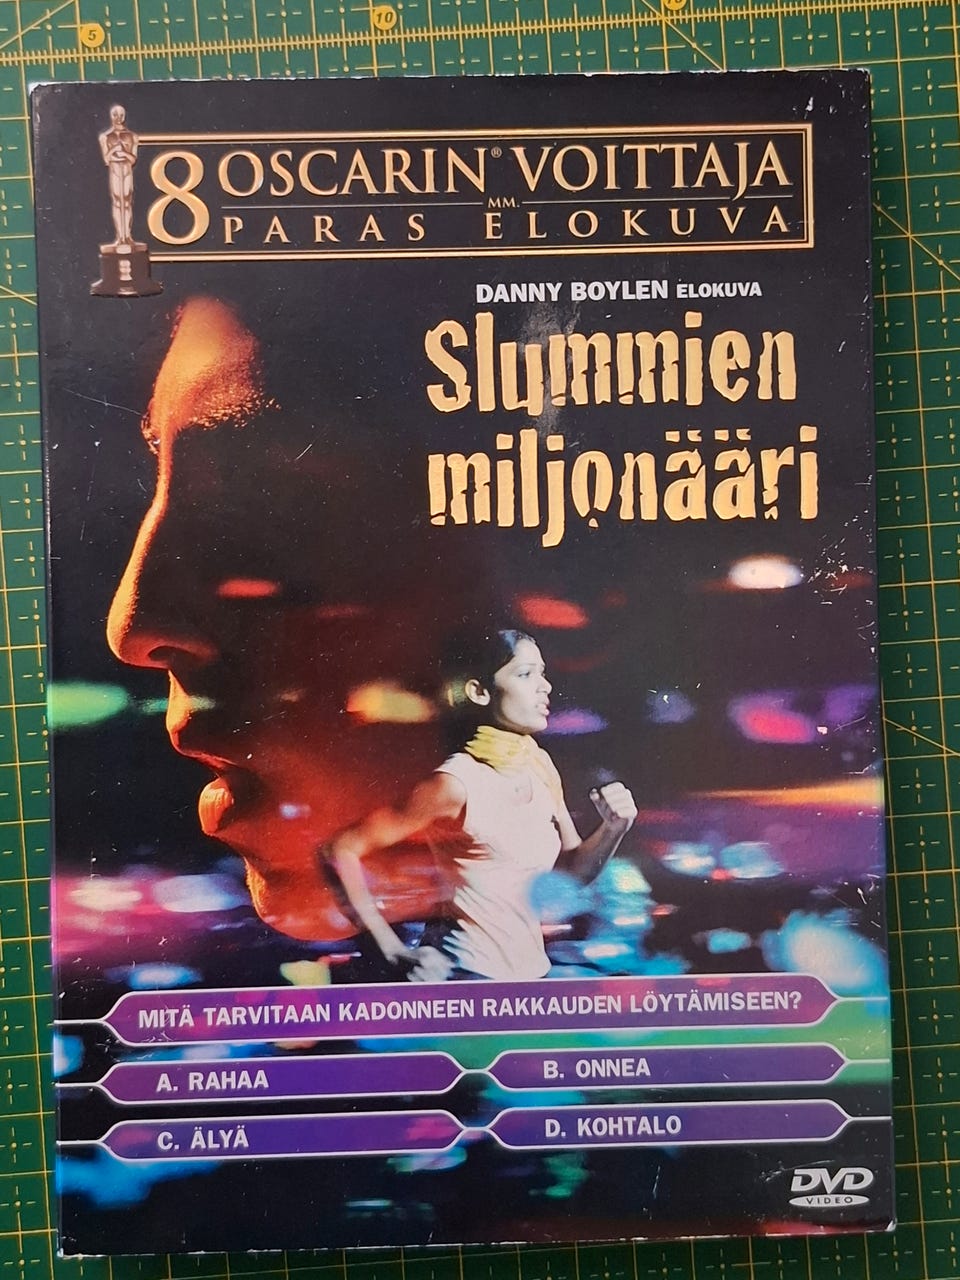 5
10
15
8 OSCARIN® VOITTAJA
MM.
PARAS ELOKUVA
DANNY BOYLEN ELOKUVA
Slummien
miljonääri
MITÄ TARVITAAN KADONNEEN RAKKAUDEN LÖYTÄMISEEN?
A. RAHAA
B. ONNEA
C. ÄLYÄ
D. KOHTALO
DVD
VIDEO